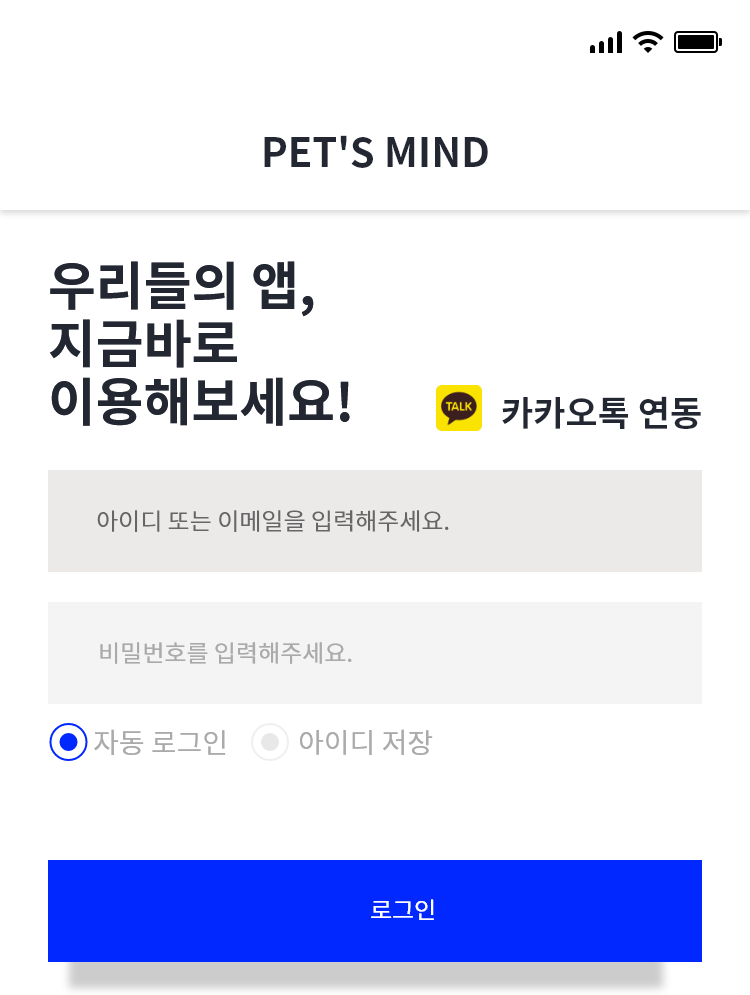 PET'S MIND
우리들의 앱,
지금바로
이용해보세요!
TALK 카카오톡 연동
아이디 또는 이메일을 입력해주세요.
비밀번호를 입력해주세요.
자동 로그인 아이디 저장
로그인